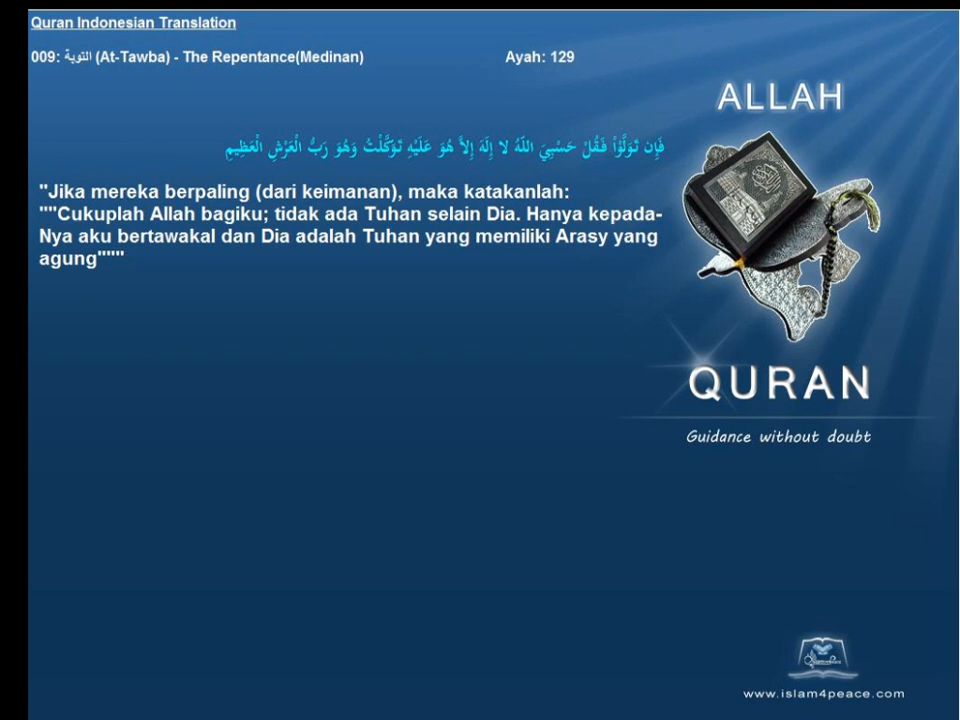 Quran Indonesian Translation
009: التوبة (At-Tawba) - The Repentance(Medinan) Ayah: 129
فَإِن تَوَلَّوْاْ فَقُلْ حَسْبِيَ اللّهُ لا إِلَهَ إِلاَّ هُوَ عَلَيْهِ تَوَكَّلْتُ وَهُوَ رَبُّ الْعَرْشِ الْعَظِيمِ
"Jika mereka berpaling (dari keimanan), maka katakanlah:
""Cukuplah Allah bagiku; tidak ada Tuhan selain Dia. Hanya kepada-
Nya aku bertawakal dan Dia adalah Tuhan yang memiliki Arasy yang
agung"""
ALLAH
QURAN
Guidance without doubt
www.islam4peace.com